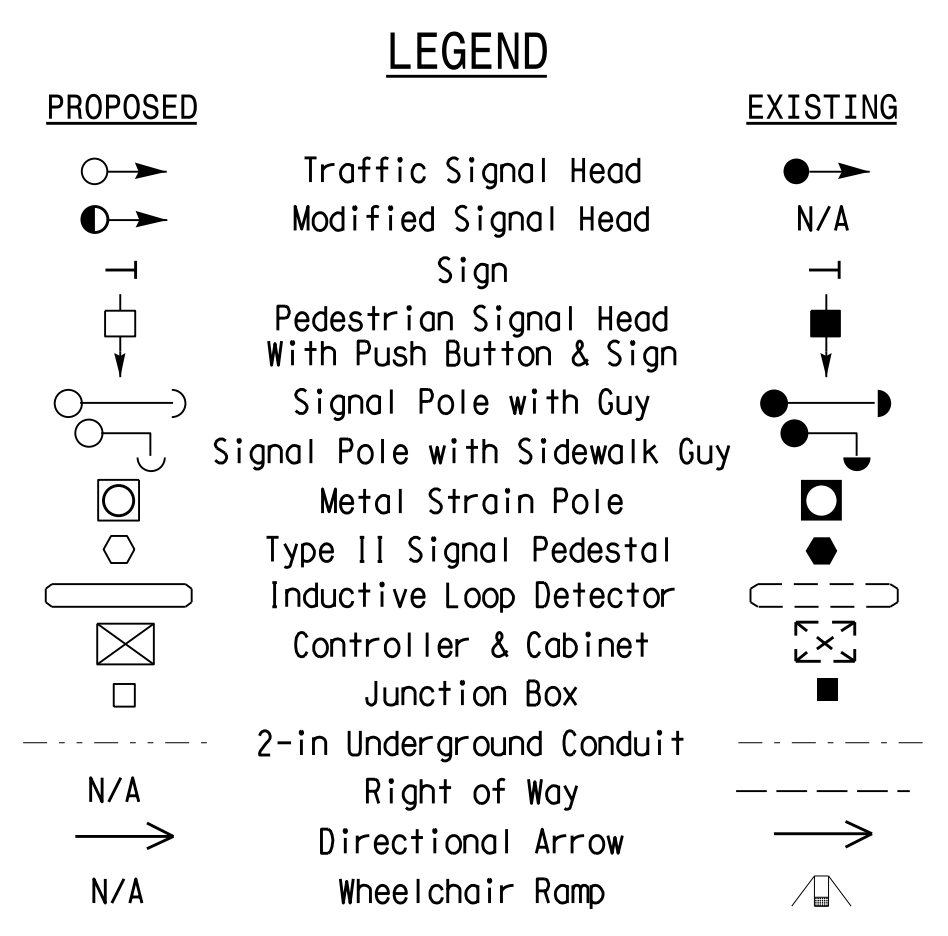 LEGEND
PROPOSED EXISTING
Traffic Signal Head
Modified Signal Head N/A
Sign
Pedestrian Signal Head
With Push Button & Sign
Signal Pole with Guy
Signal Pole with Sidewalk Guy
Metal Strain Pole
Type II Signal Pedestal
Inductive Loop Detector
Controller & Cabinet
Junction Box
2-in Underground Conduit
N/A Right of Way
Directional Arrow
N/A Wheelchair Ramp